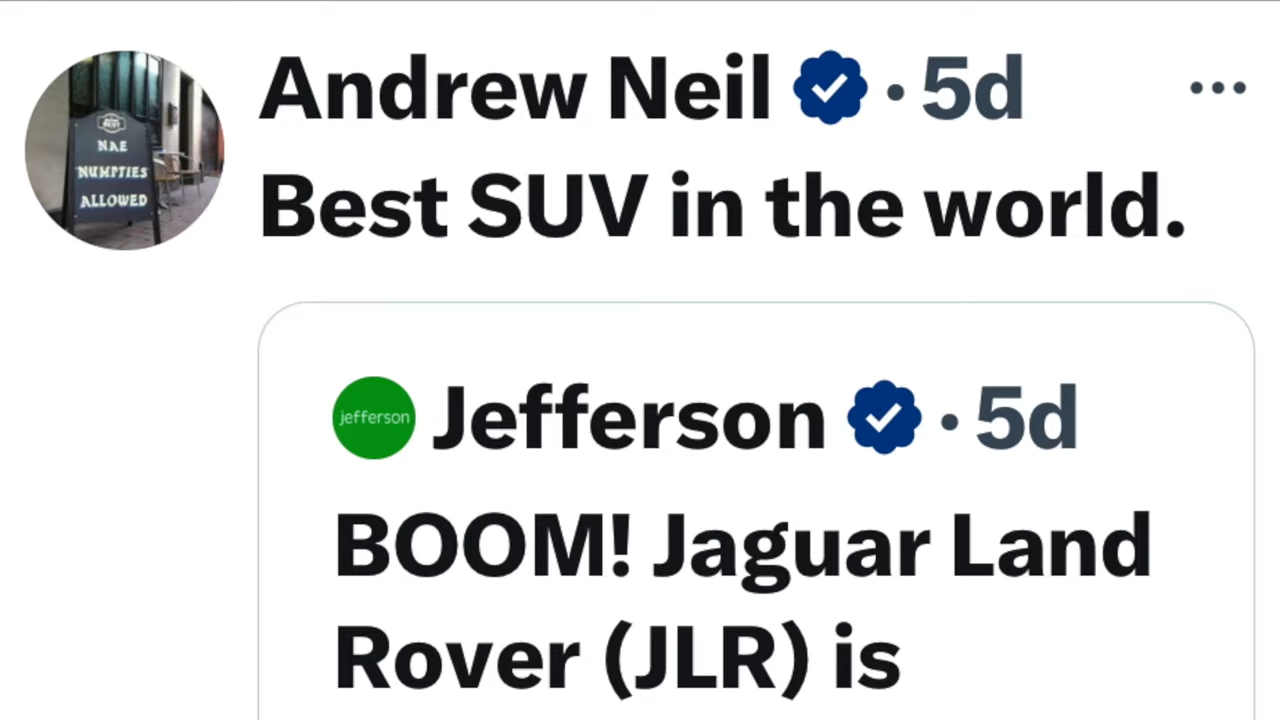 Andrew Neil · 5d
Best SUV in the world.
NAE
NUMPTIES
ALLOWED
jefferson
Jefferson · 5d
BOOM! Jaguar Land
Rover (JLR) is